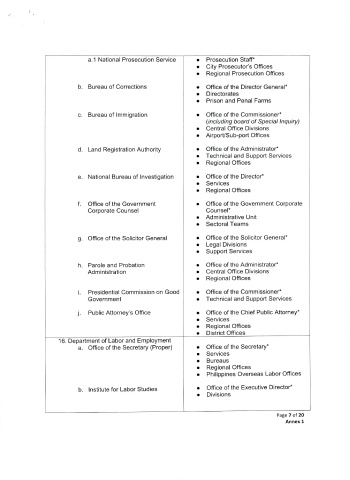 a.1 National Prosecution Service
• Prosecution Staff*
• City Prosecutor's Offices
• Regional Prosecution Offices
b. Bureau of Corrections
• Office of the Director General*
• Directorates
• Prison and Penal Farms
c. Bureau of Immigration
• Office of the Commissioner*
(including board of Special Inquiry)
• Central Office Divisions
• Airport/Sub-port Offices
d. Land Registration Authority
• Office of the Administrator*
• Technical and Support Services
• Regional Offices
e. National Bureau of Investigation
• Office of the Director*
• Services
• Regional Offices
f. Office of the Government
Corporate Counsel
• Office of the Government Corporate
Counsel*
• Administrative Unit
• Sectoral Teams
g. Office of the Solicitor General
• Office of the Solicitor General*
• Legal Divisions
• Support Services
h. Parole and Probation
Administration
• Office of the Administrator*
• Central Office Divisions
• Regional Offices
i. Presidential Commission on Good
Government
• Office of the Commissioner*
• Technical and Support Services
j. Public Attorney's Office
• Office of the Chief Public Attorney*
• Services
• Regional Offices
• District Offices
16. Department of Labor and Employment
a. Office of the Secretary (Proper)
• Office of the Secretary*
• Services
• Bureaus
• Regional Offices
• Philippines Overseas Labor Offices
b. Institute for Labor Studies
• Office of the Executive Director*
• Divisions
Page 7 of 20
Annex 1